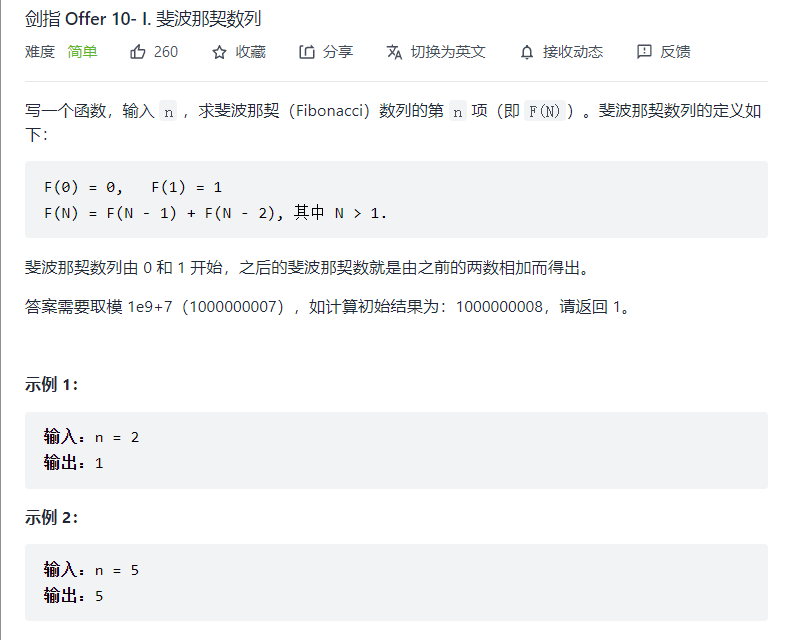 剑指 Offer 10- I. 斐波那契数列
难度 简单 260 收藏 分享 切换为英文 接收动态 反馈
写一个函数，输入 n ，求斐波那契（Fibonacci）数列的第 n 项（即 F(N)）。斐波那契数列的定义如
下：
F(0) = 0,   F(1) = 1
F(N) = F(N - 1) + F(N - 2), 其中 N > 1.
斐波那契数列由 0 和 1 开始，之后的斐波那契数就是由之前的两数相加而得出。
答案需要取模 1e9+7（1000000007），如计算初始结果为：1000000008，请返回 1。
示例 1：
输入：n = 2
输出：1
示例 2：
输入：n = 5
输出：5